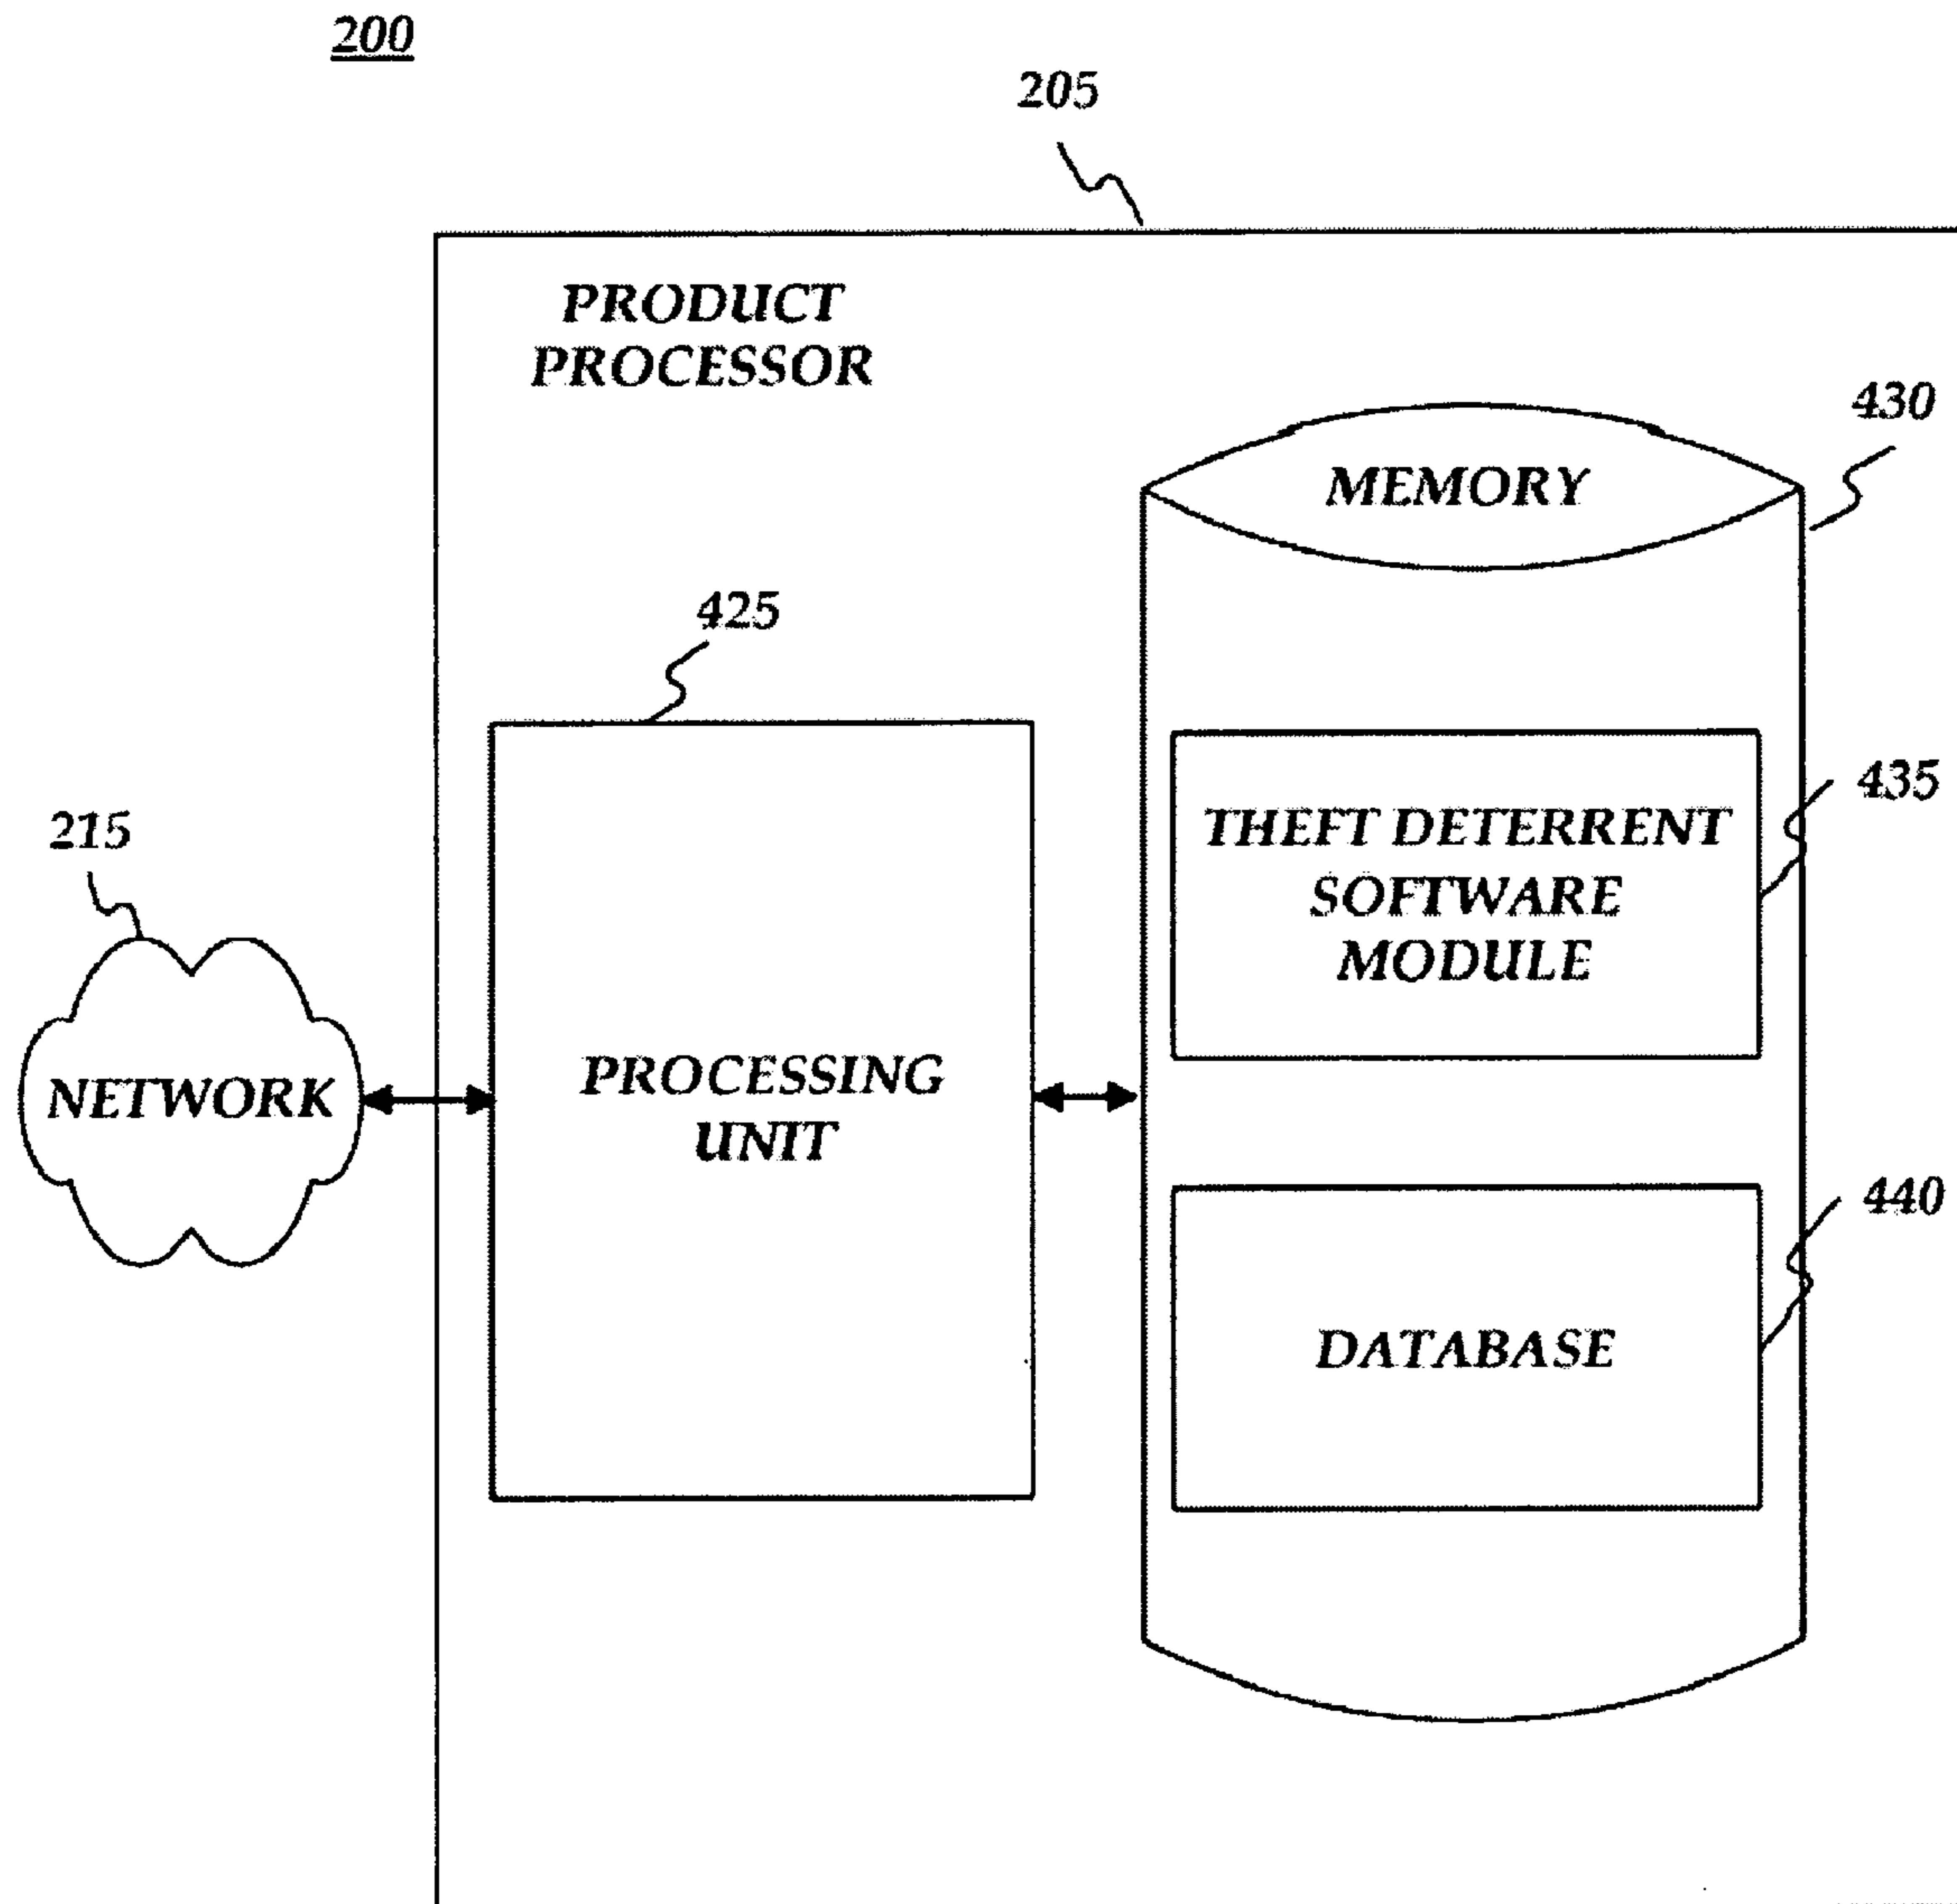 200
205
PRODUCT
PROCESSOR
430
MEMORY
425
435
THEFT DETERRENT
SOFTWARE
MODULE
215
NETWORK
PROCESSING
UNIT
440
DATABASE